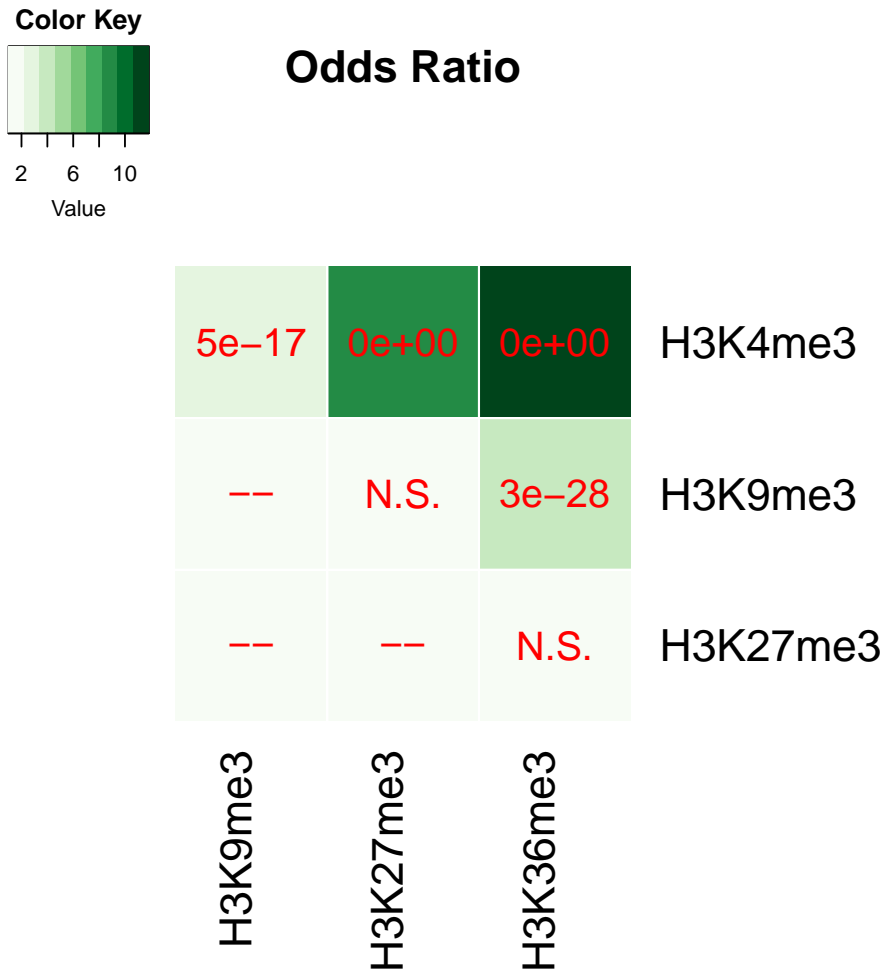 Color Key
Odds Ratio
2 6 10
Value
5e−17 0e+00 0e+00 H3K4me3
−− N.S. 3e−28 H3K9me3
−− −− N.S. H3K27me3
H3K9me3
H3K27me3
H3K36me3